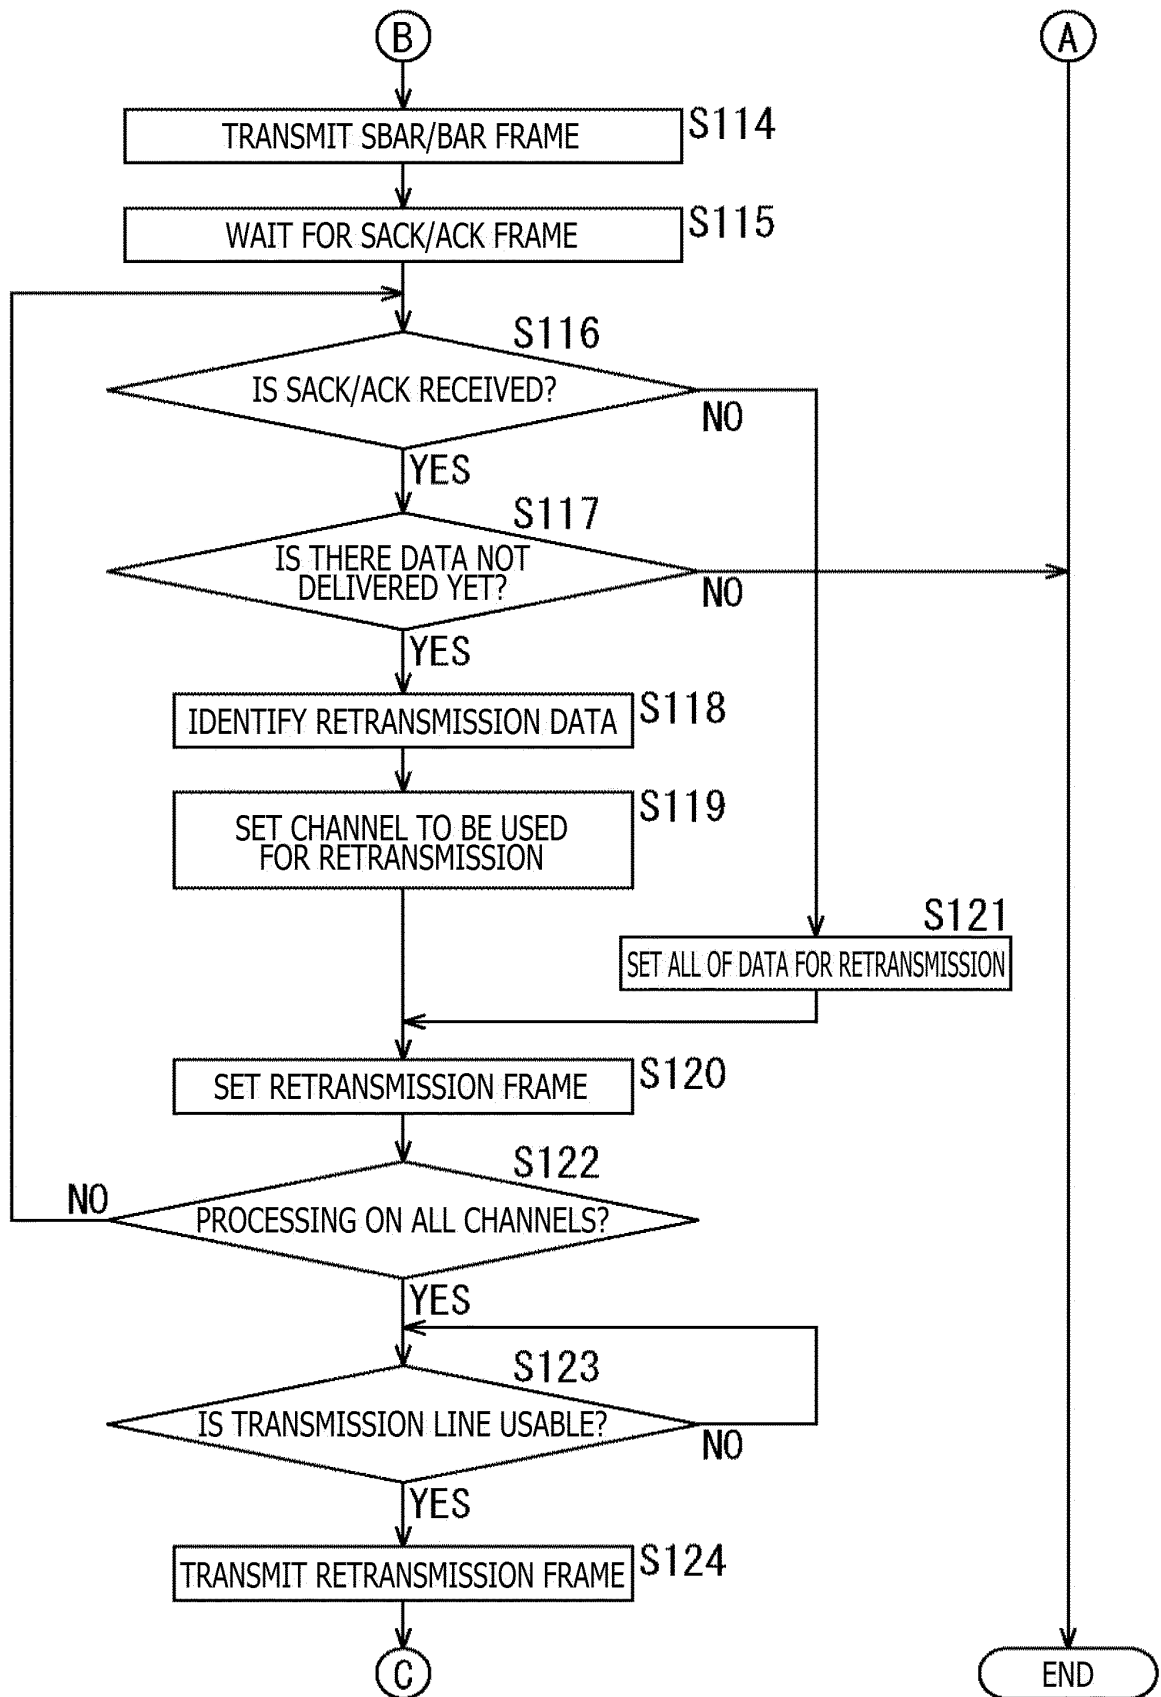 B
A
TRANSMIT SBAR/BAR FRAME
S114
WAIT FOR SACK/ACK FRAME
S115
S116
IS SACK/ACK RECEIVED?
NO
YES
S117
IS THERE DATA NOT
DELIVERED YET?
NO
YES
IDENTIFY RETRANSMISSION DATA
S118
SET CHANNEL TO BE USED
FOR RETRANSMISSION
S119
S121
SET ALL OF DATA FOR RETRANSMISSION
SET RETRANSMISSION FRAME
S120
S122
PROCESSING ON ALL CHANNELS?
NO
YES
S123
IS TRANSMISSION LINE USABLE?
NO
YES
TRANSMIT RETRANSMISSION FRAME
S124
C
END